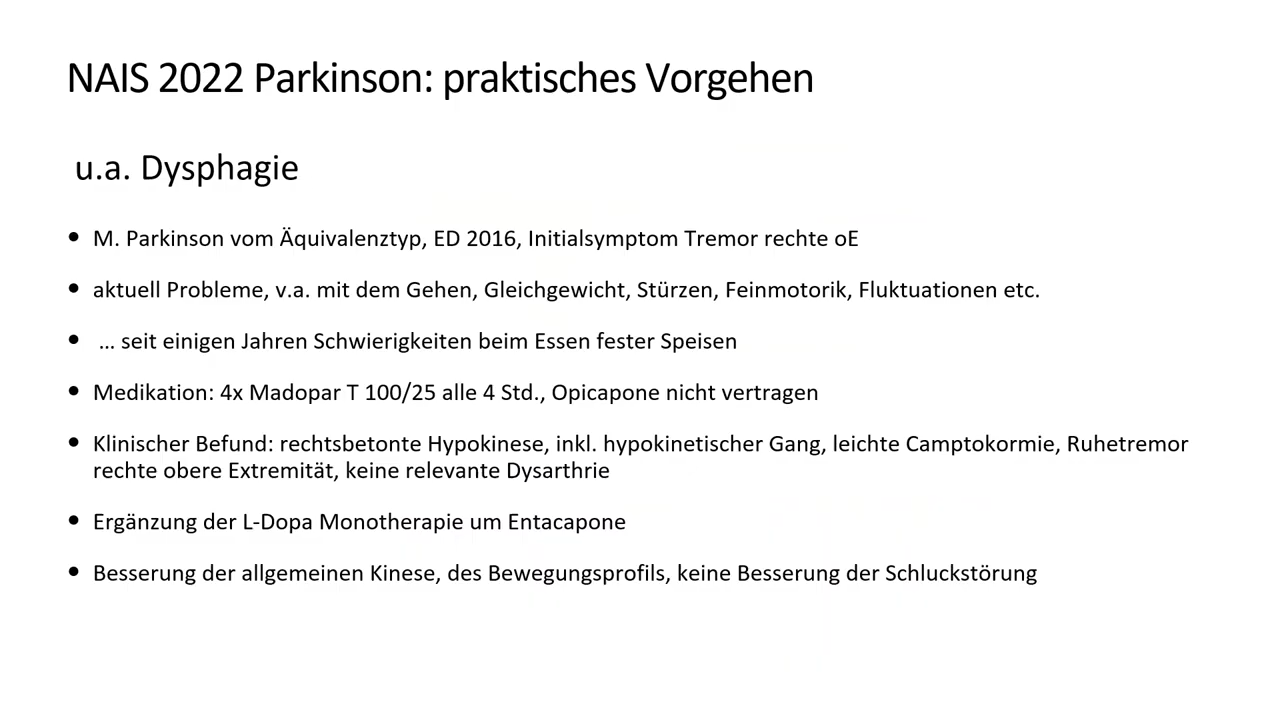 NAIS 2022 Parkinson: praktisches Vorgehen
u.a. Dysphagie
• M. Parkinson vom Äquivalenztyp, ED 2016, Initialsymptom Tremor rechte oE
• aktuell Probleme, v.a. mit dem Gehen, Gleichgewicht, Stürzen, Feinmotorik, Fluktuationen etc.
• ... seit einigen Jahren Schwierigkeiten beim Essen fester Speisen
• Medikation: 4x Madopar T 100/25 alle 4 Std., Opicapone nicht vertragen
• Klinischer Befund: rechtsbetonte Hypokinese, inkl. hypokinetischer Gang, leichte Camptokormie, Ruhetremor
rechte obere Extremität, keine relevante Dysarthrie
• Ergänzung der L-Dopa Monotherapie um Entacapone
• Besserung der allgemeinen Kinese, des Bewegungsprofils, keine Besserung der Schluckstörung